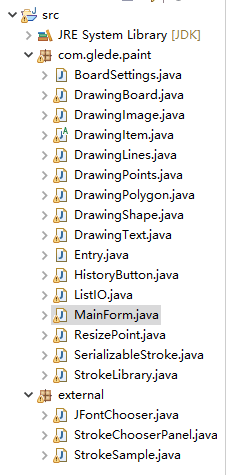 src
JRE System Library [JDK]
com.glede.paint
BoardSettings.java
DrawingBoard.java
DrawingImage.java
DrawingItem.java
DrawingLines.java
DrawingPoints.java
DrawingPolygon.java
DrawingShape.java
DrawingText.java
Entry.java
HistoryButton.java
ListIO.java
MainForm.java
ResizePoint.java
SerializableStroke.java
StrokeLibrary.java
external
JFontChooser.java
StrokeChooserPanel.java
StrokeSample.java